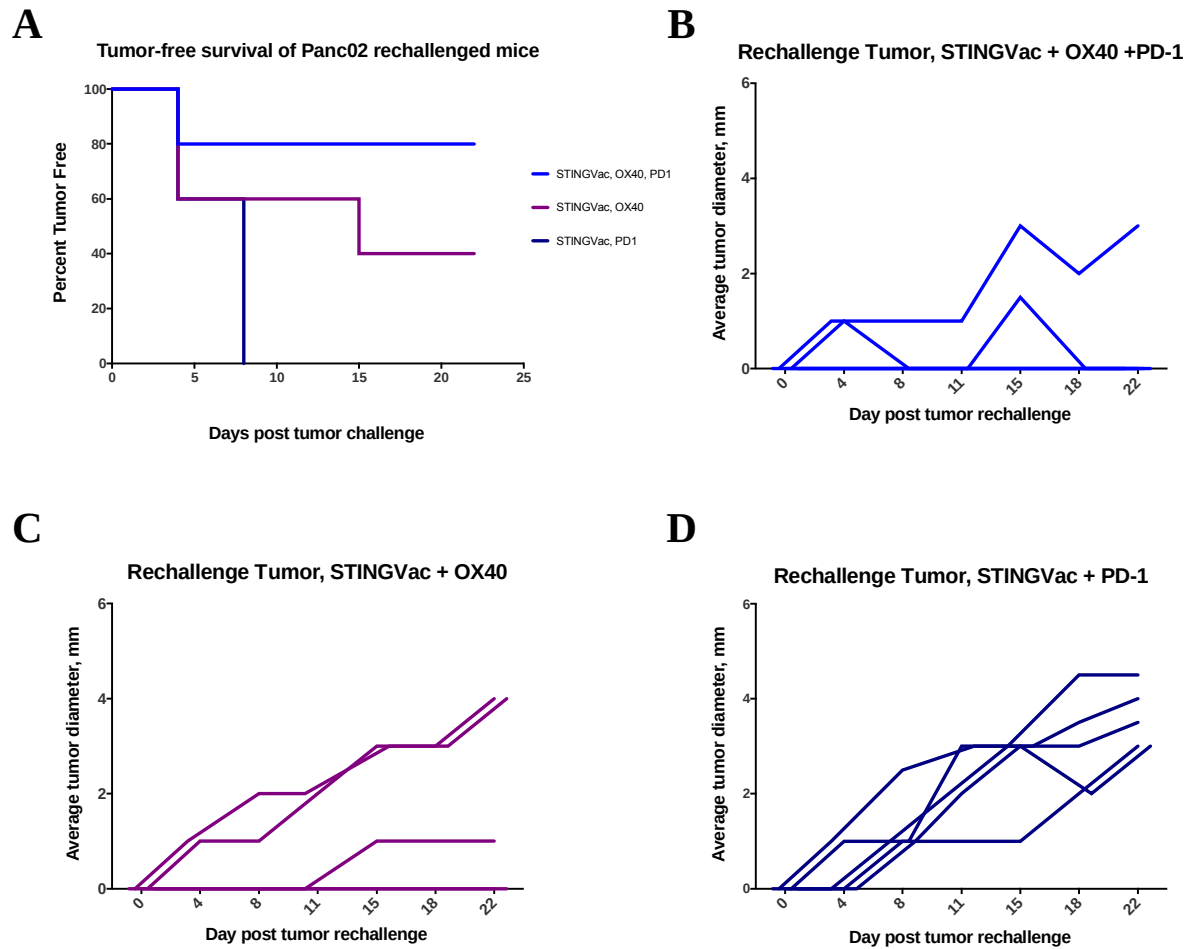 A
Tumor-free survival of Panc02 rechallenged mice
Percent Tumor Free
100
80
60
40
20
0
0 5 10 15 20 25
Days post tumor challenge
STINGVac, OX40, PD1
STINGVac, OX40
STINGVac, PD1
B
Rechallenge Tumor, STINGVac + OX40 +PD-1
Average tumor diameter, mm
6
4
2
0
0 4 8 11 15 18 22
Day post tumor rechallenge
C
Rechallenge Tumor, STINGVac + OX40
Average tumor diameter, mm
6
4
2
0
0 4 8 11 15 18 22
Day post tumor rechallenge
D
Rechallenge Tumor, STINGVac + PD-1
Average tumor diameter, mm
6
4
2
0
0 4 8 11 15 18 22
Day post tumor rechallenge